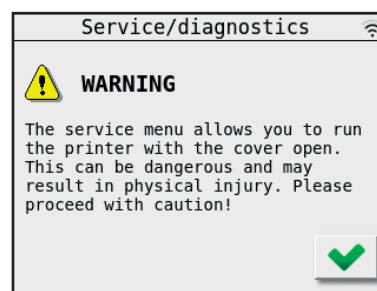 Service/diagnostics
WARNING
The service menu allows you to run
the printer with the cover open.
This can be dangerous and may
result in physical injury. Please
proceed with caution!